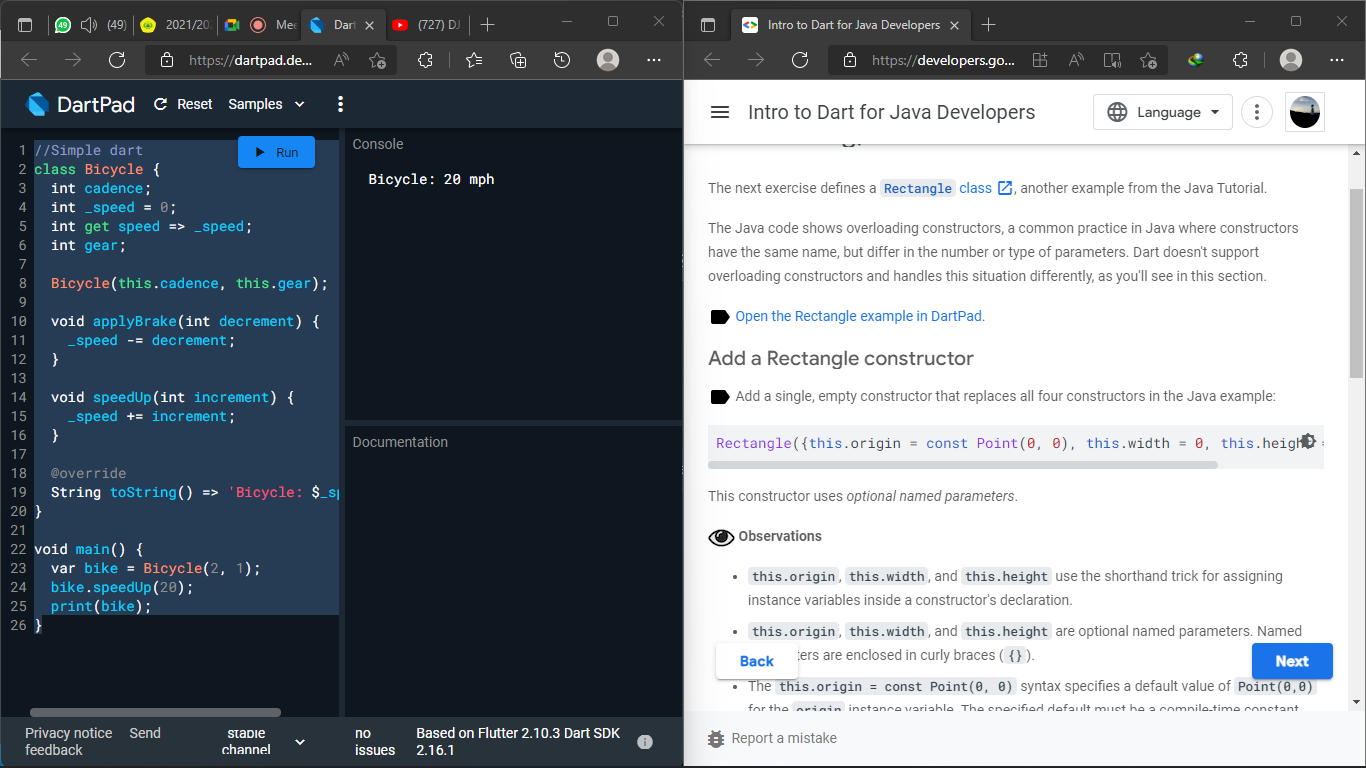 (49)
(49)
2021/20
Mee
Dart
(727) DJ
https://dartpad.de...
DartPad
Reset
Samples
Run
1 //Simple dart
2 class Bicycle {
3 int cadence;
4 int _speed = 0;
5 int get speed => _speed;
6 int gear;
7
8 Bicycle(this.cadence, this.gear);
9
10 void applyBrake(int decrement) {
11 _speed -= decrement;
12 }
13
14 void speedUp(int increment) {
15 _speed += increment;
16 }
17
18 @override
19 String toString() => 'Bicycle: $_sp
20 }
21
22 void main() {
23 var bike = Bicycle(2, 1);
24 bike.speedUp(20);
25 print(bike);
26 }
Console
Bicycle: 20 mph
Documentation
Privacy notice
Send
feedback
stable
channel
no
issues
Based on Flutter 2.10.3 Dart SDK
2.16.1
Intro to Dart for Java Developers
https://developers.go...
Intro to Dart for Java Developers
Language
The next exercise defines a Rectangle class, another example from the Java Tutorial.
The Java code shows overloading constructors, a common practice in Java where constructors
have the same name, but differ in the number or type of parameters. Dart doesn't support
overloading constructors and handles this situation differently, as you'll see in this section.
Open the Rectangle example in DartPad.
Add a Rectangle constructor
Add a single, empty constructor that replaces all four constructors in the Java example:
Rectangle({this.origin = const Point(0, 0), this.width = 0, this.height =
This constructor uses optional named parameters.
Observations
• this.origin, this.width, and this.height use the shorthand trick for assigning
instance variables inside a constructor's declaration.
• this.origin, this.width, and this.height are optional named parameters. Named
ters are enclosed in curly braces ({}).
• The this.origin = const Point(0, 0) syntax specifies a default value of Point(0,0)
for the origin instance variable. The specified default must be a compile-time constant
Back
Next
Report a mistake